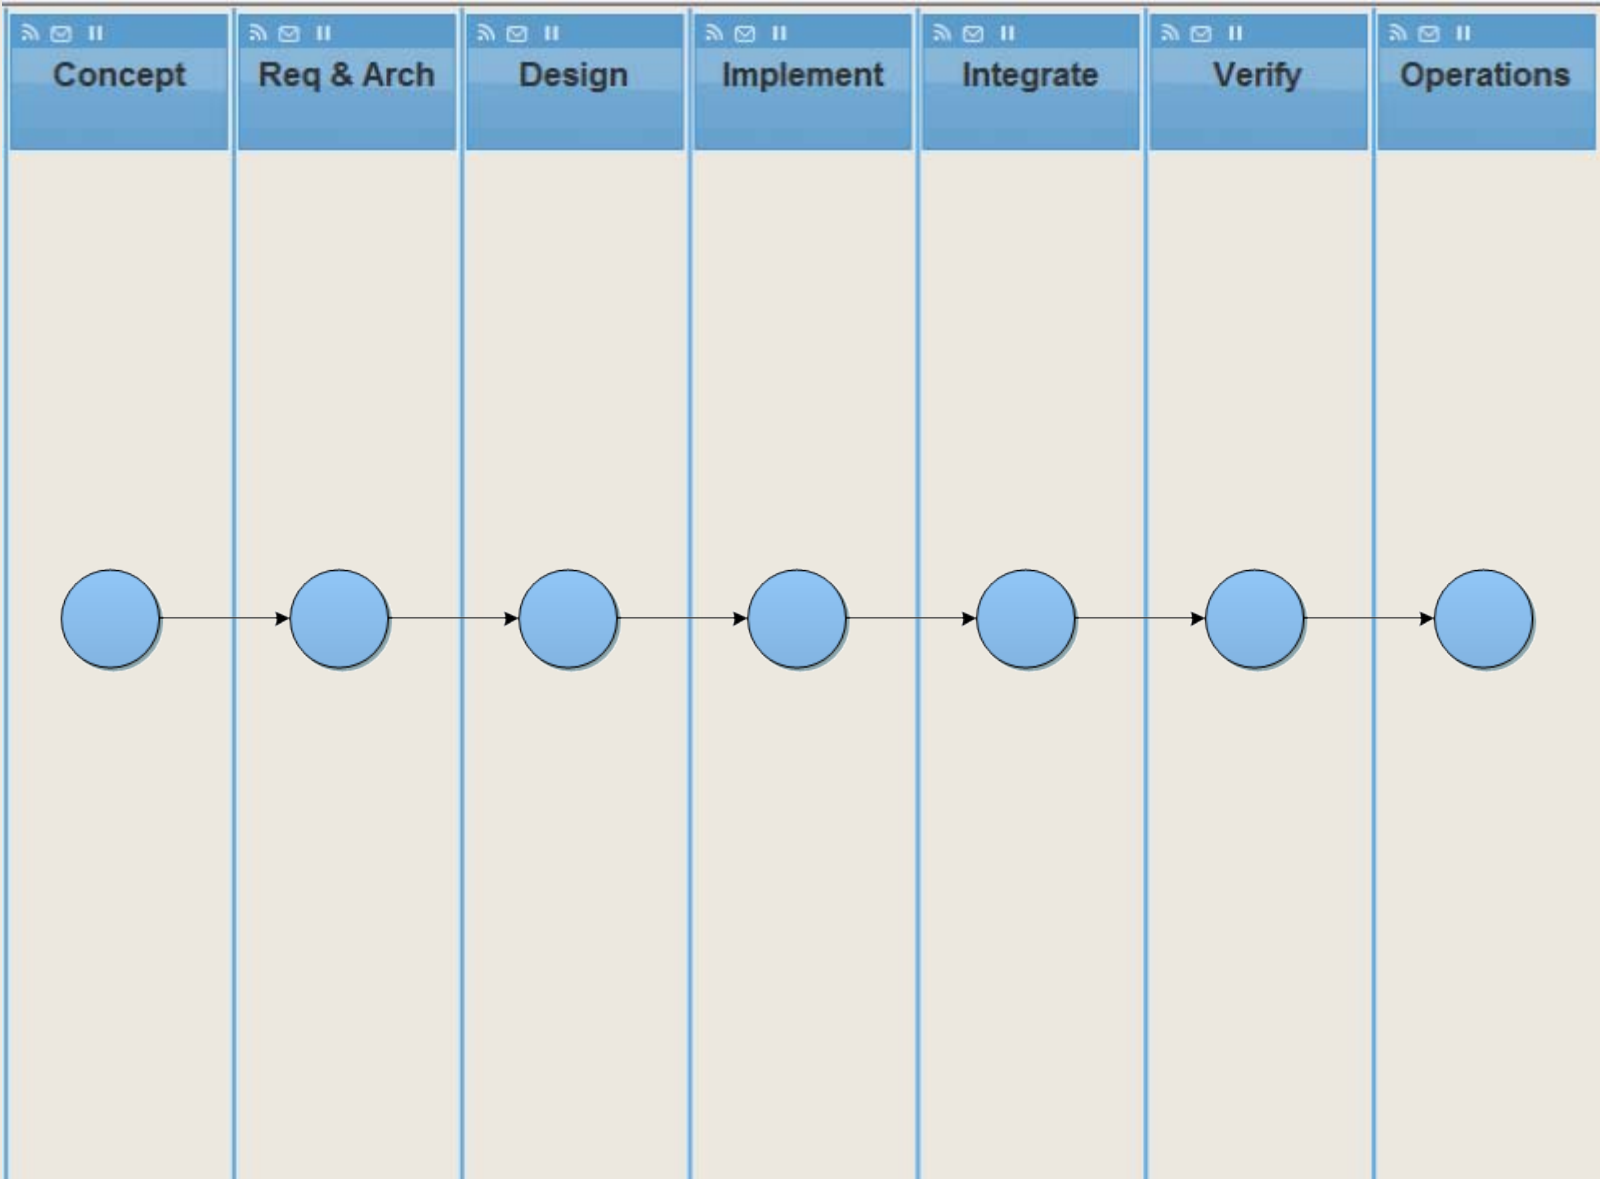 Concept
Req & Arch
Design
Implement
Integrate
Verify
Operations